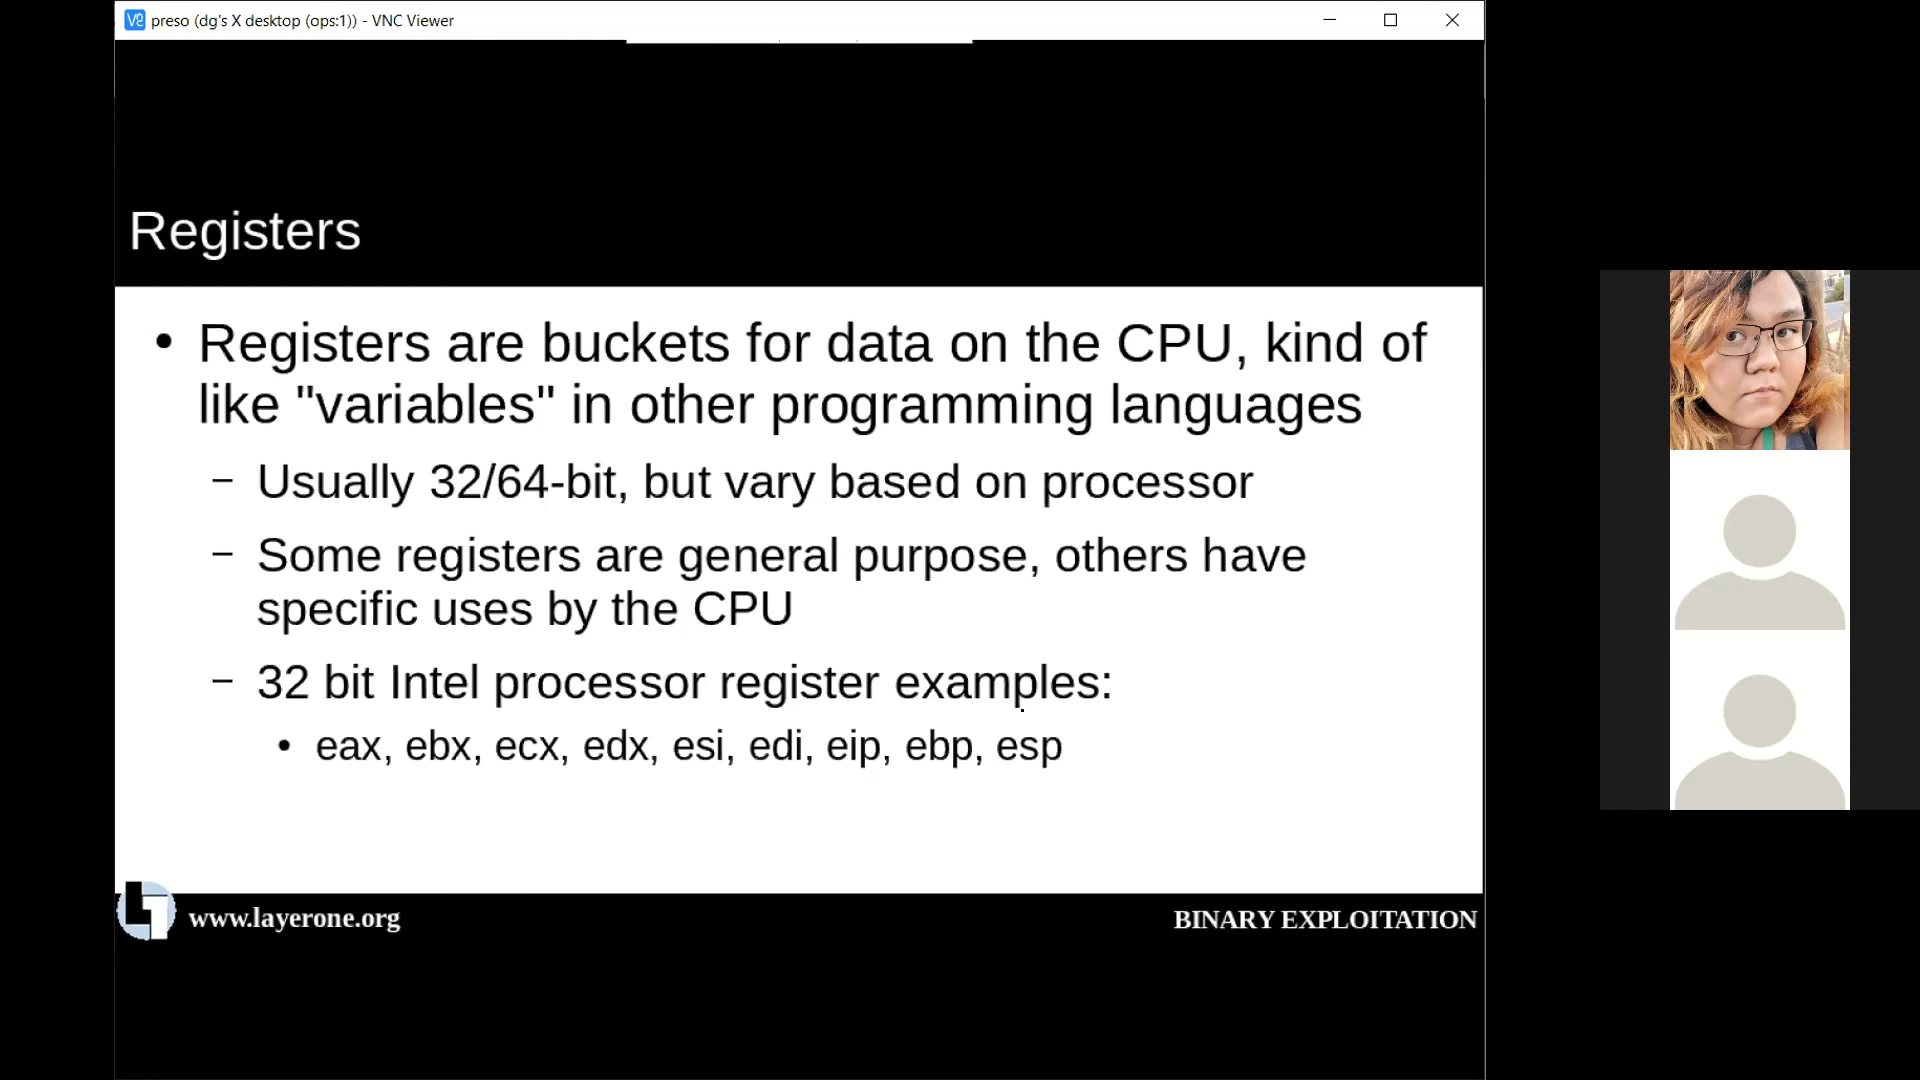 preso (dg's X desktop (ops:1)) - VNC Viewer
Registers
• Registers are buckets for data on the CPU, kind of
like "variables" in other programming languages
– Usually 32/64-bit, but vary based on processor
– Some registers are general purpose, others have
specific uses by the CPU
– 32 bit Intel processor register examples:
• eax, ebx, ecx, edx, esi, edi, eip, ebp, esp
www.layerone.org
BINARY EXPLOITATION